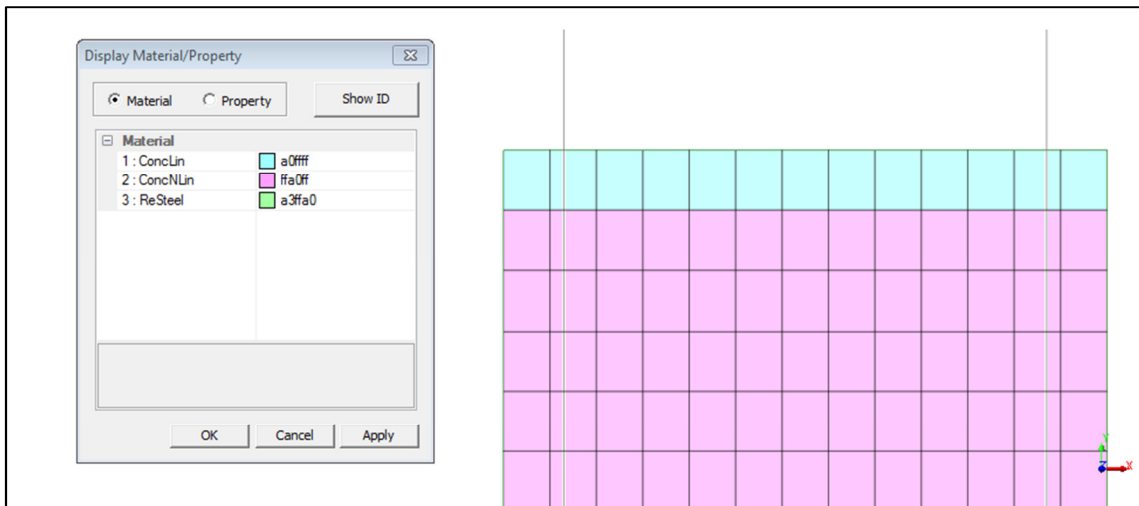 Display Material/Property
Material Property Show ID
Material
1 : ConcLin a0ffff
2 : ConcNLin ffa0ff
3 : ReSteel a3ffa0
OK Cancel Apply
Y
Z X